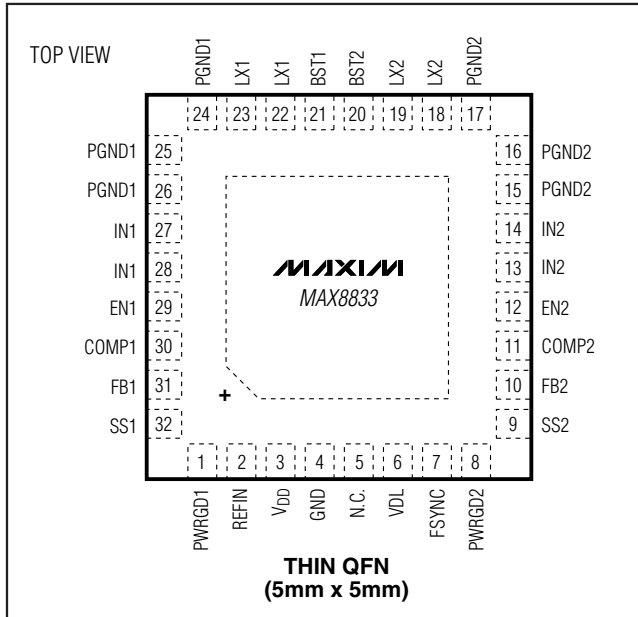 TOP VIEW
PGND1 LX1 LX1 BST1 BST2 LX2 LX2 PGND2
24 23 22 21 20 19 18 17
PGND1 25 16 PGND2
PGND1 26 15 PGND2
IN1 27 14 IN2
IN1 28 13 IN2
EN1 29 12 EN2
COMP1 30 11 COMP2
FB1 31 10 FB2
SS1 32 9 SS2
MAXIM
MAX8833
+
1 2 3 4 5 6 7 8
PWRGD1 REFIN VDD GND N.C. VDL FSYNC PWRGD2
THIN QFN
(5mm x 5mm)